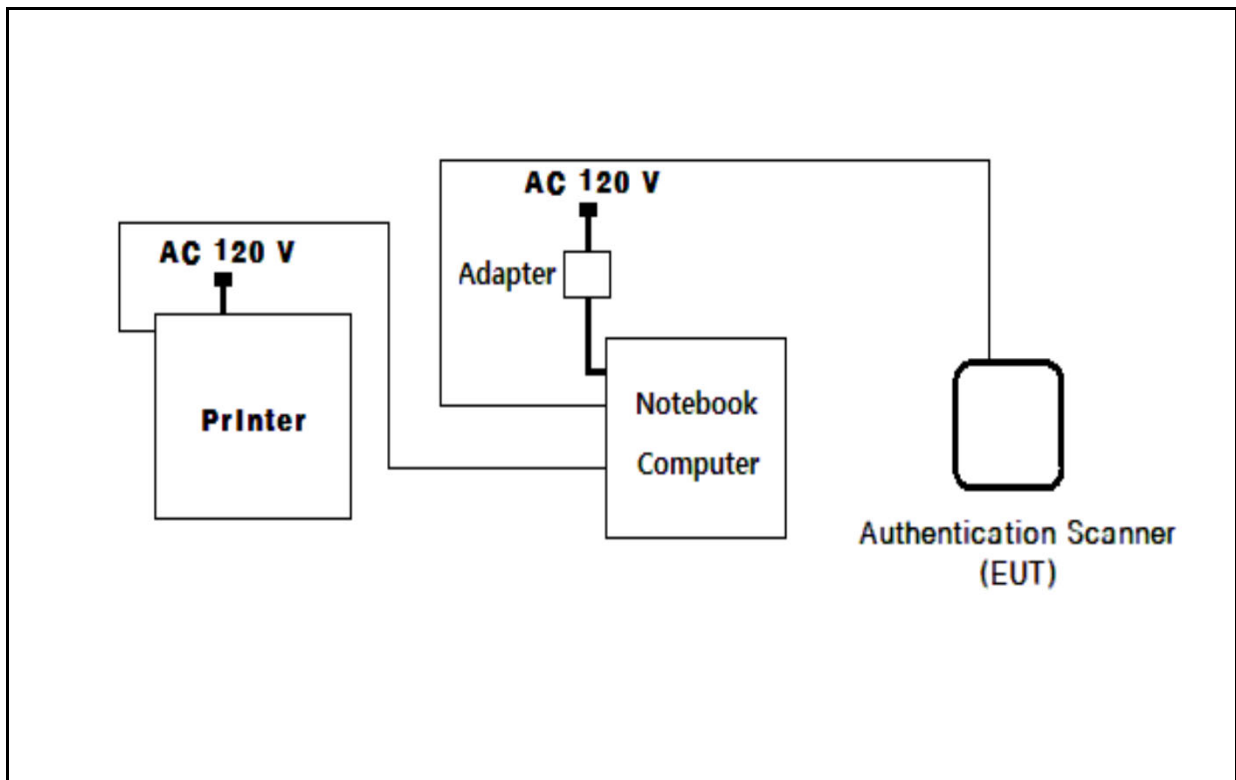 AC 120 V
AC 120 V
Adapter
Printer
Notebook
Computer
Authentication Scanner
(EUT)